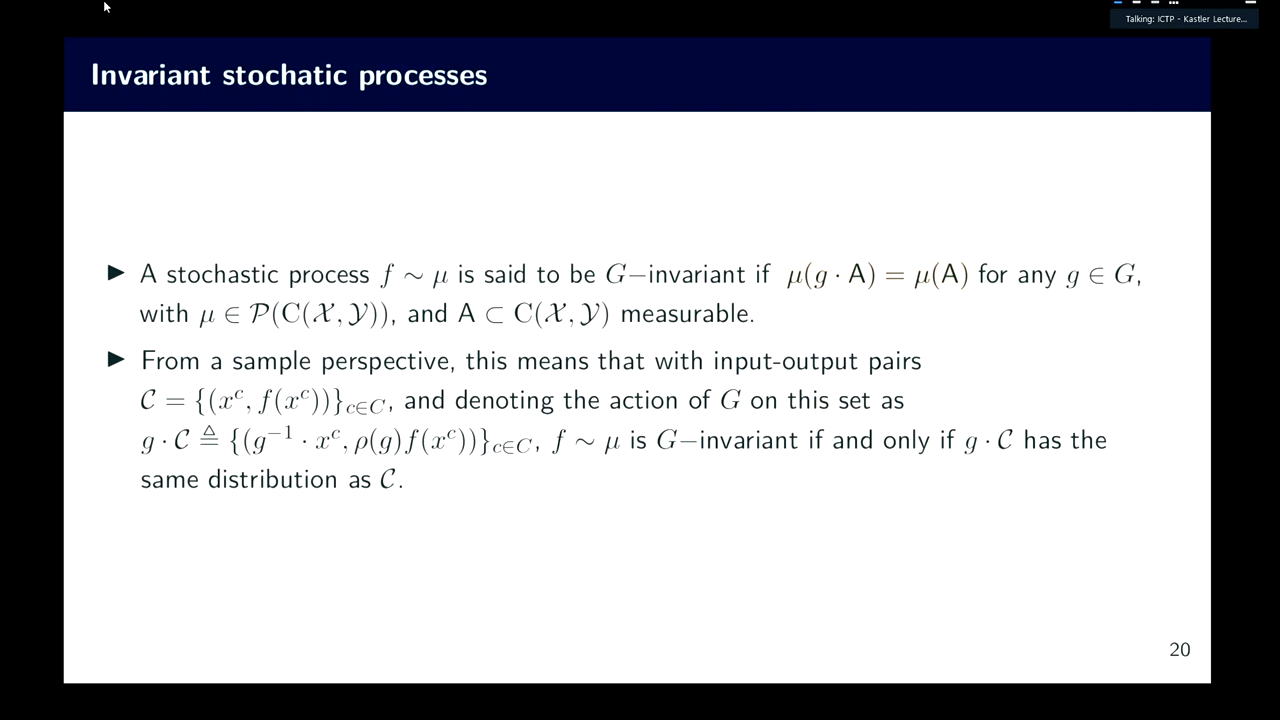 Talking: ICTP - Kastler Lecture...
Invariant stochatic processes
▶ A stochastic process f ∼ μ is said to be G−invariant if μ(g · A) = μ(A) for any g ∈ G,
with μ ∈ 𝒫(C(𝒳, 𝒴)), and A ⊂ C(𝒳, 𝒴) measurable.
▶ From a sample perspective, this means that with input-output pairs
𝒞 = {(x^c, f(x^c))}_{c∈C}, and denoting the action of G on this set as
g · 𝒞 ≜ {(g^{−1} · x^c, ρ(g)f(x^c))}_{c∈C}, f ∼ μ is G−invariant if and only if g · 𝒞 has the
same distribution as 𝒞.
20